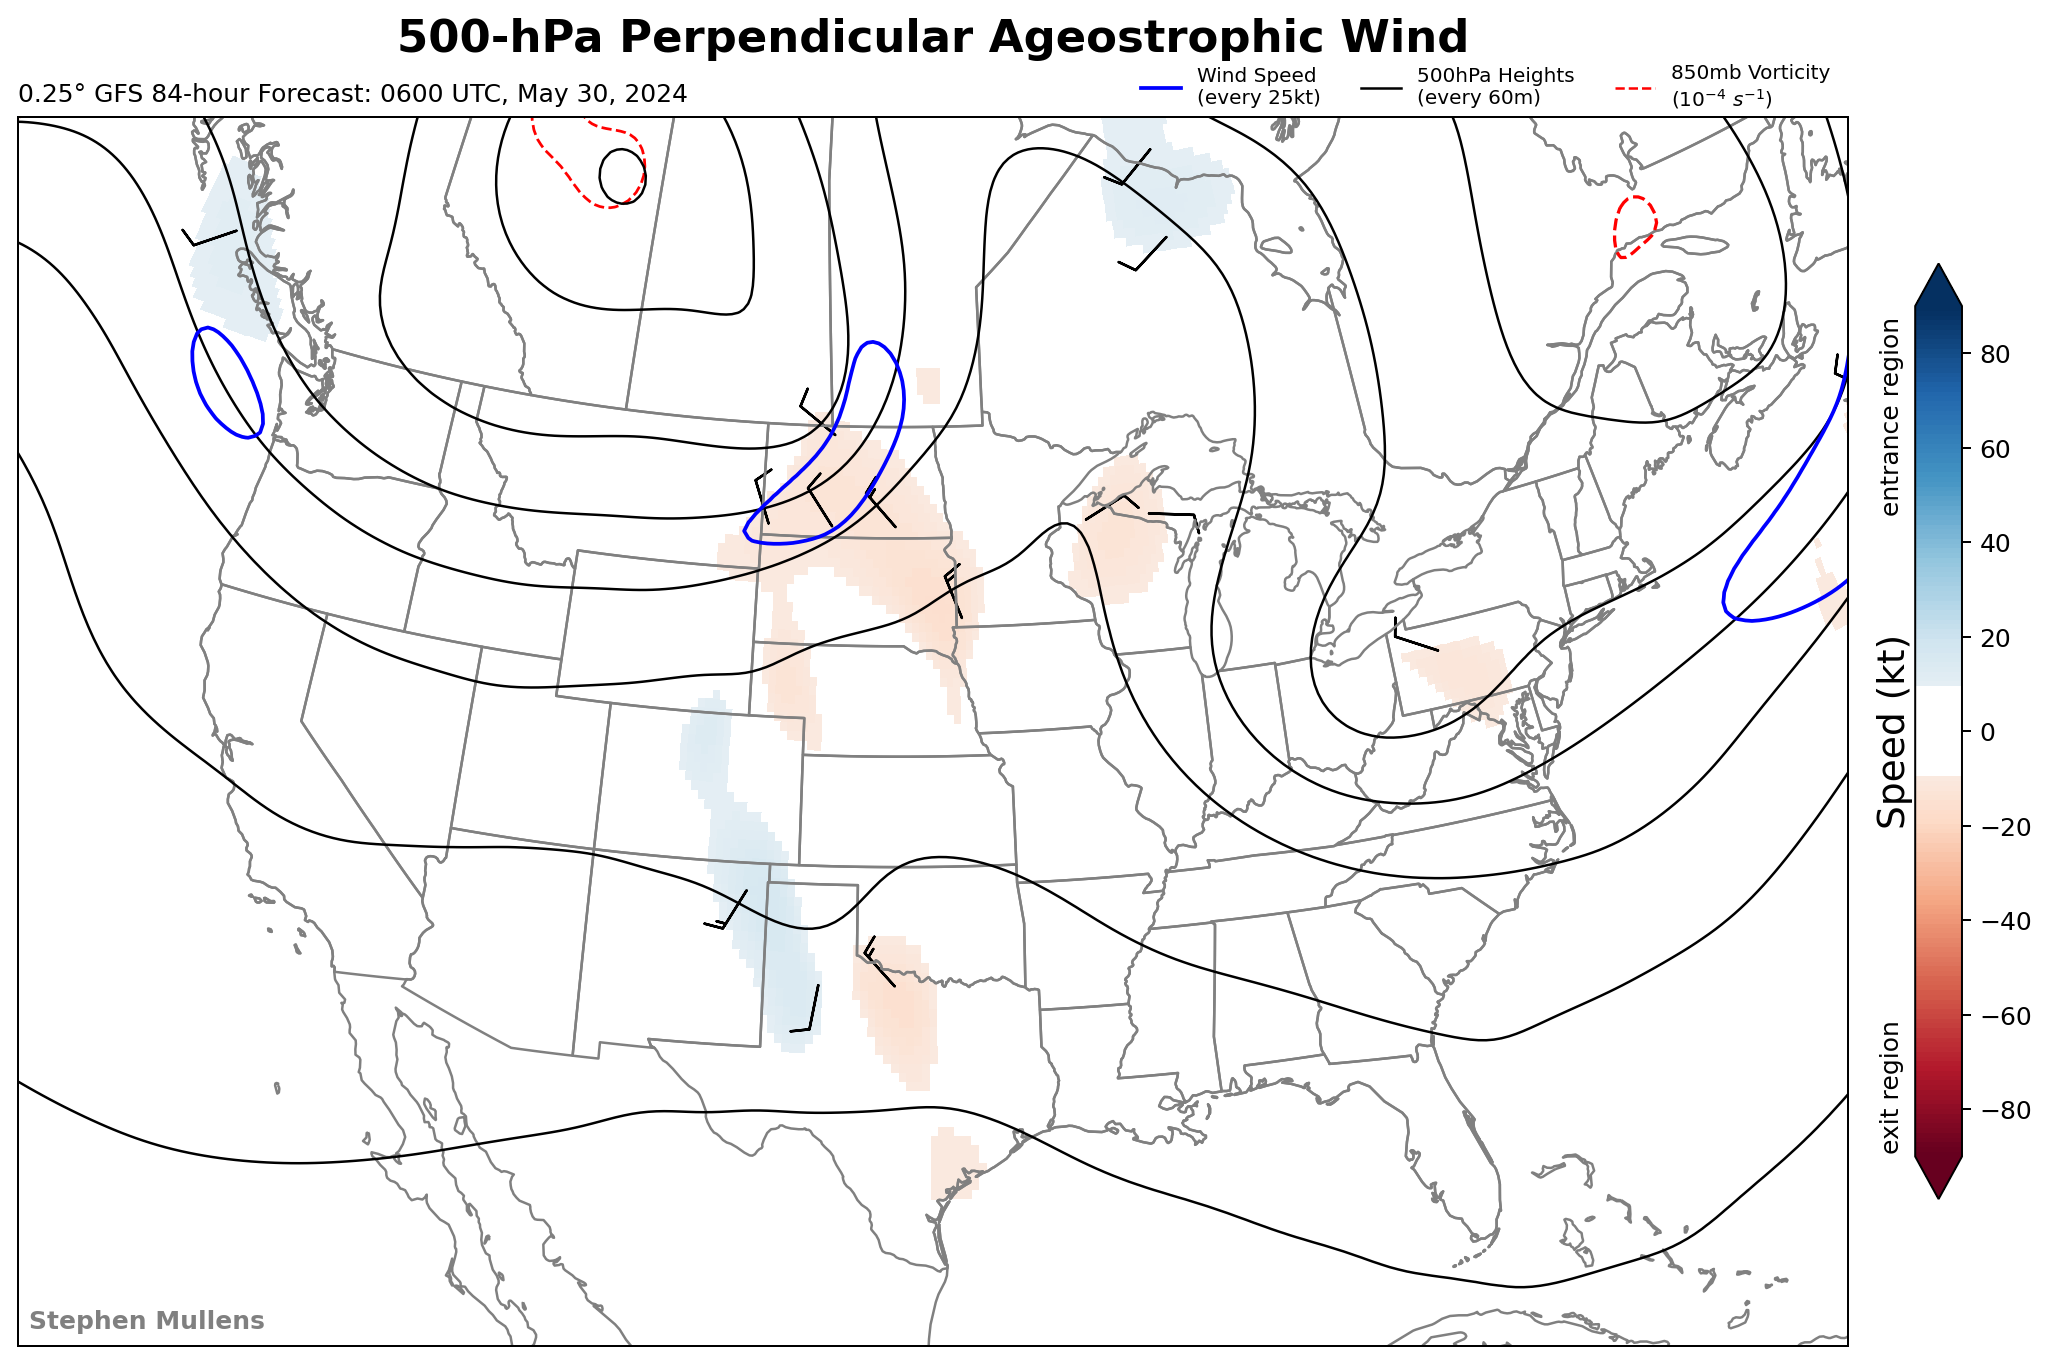 500-hPa Perpendicular Ageostrophic Wind
0.25° GFS 84-hour Forecast: 0600 UTC, May 30, 2024
Wind Speed
(every 25kt)
500hPa Heights
(every 60m)
850mb Vorticity
(10⁻⁴ s⁻¹)
entrance region
Speed (kt)
exit region
80
60
40
20
0
−20
−40
−60
−80
Stephen Mullens